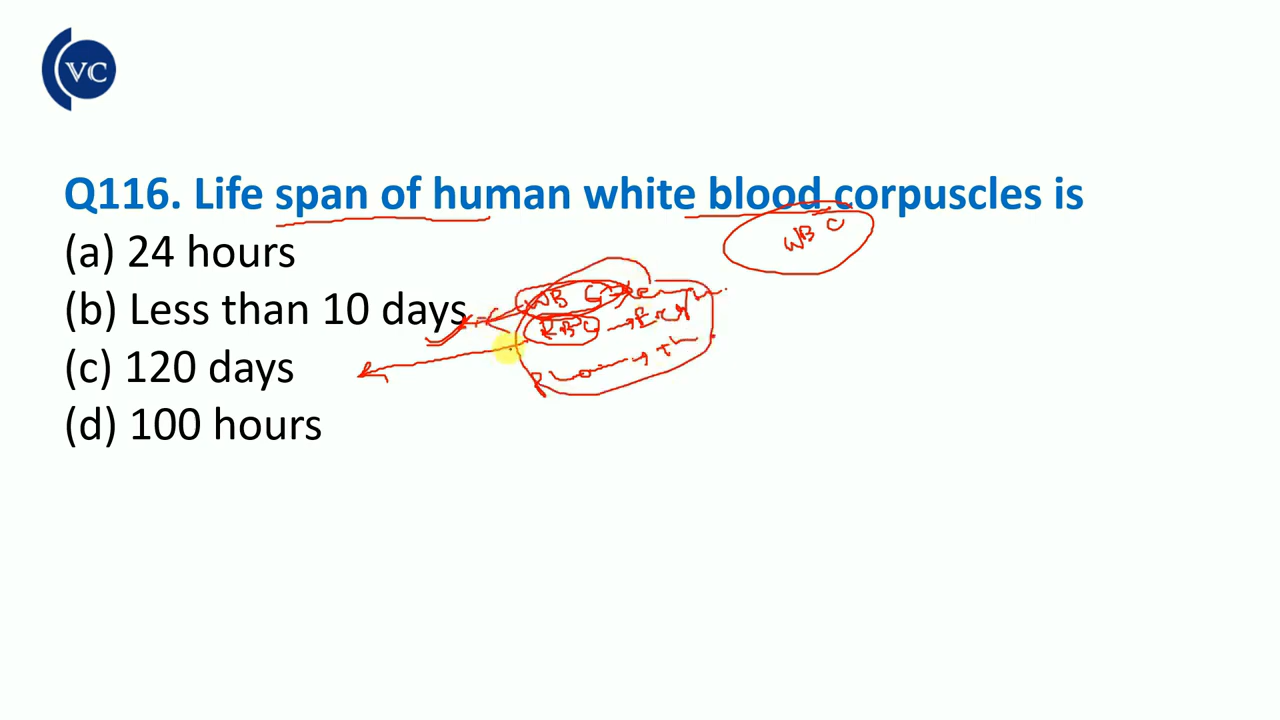 VC
Q116. Life span of human white blood corpuscles is
WBC
(a) 24 hours
(b) Less than 10 days
WBC
RBC
(c) 120 days
(d) 100 hours